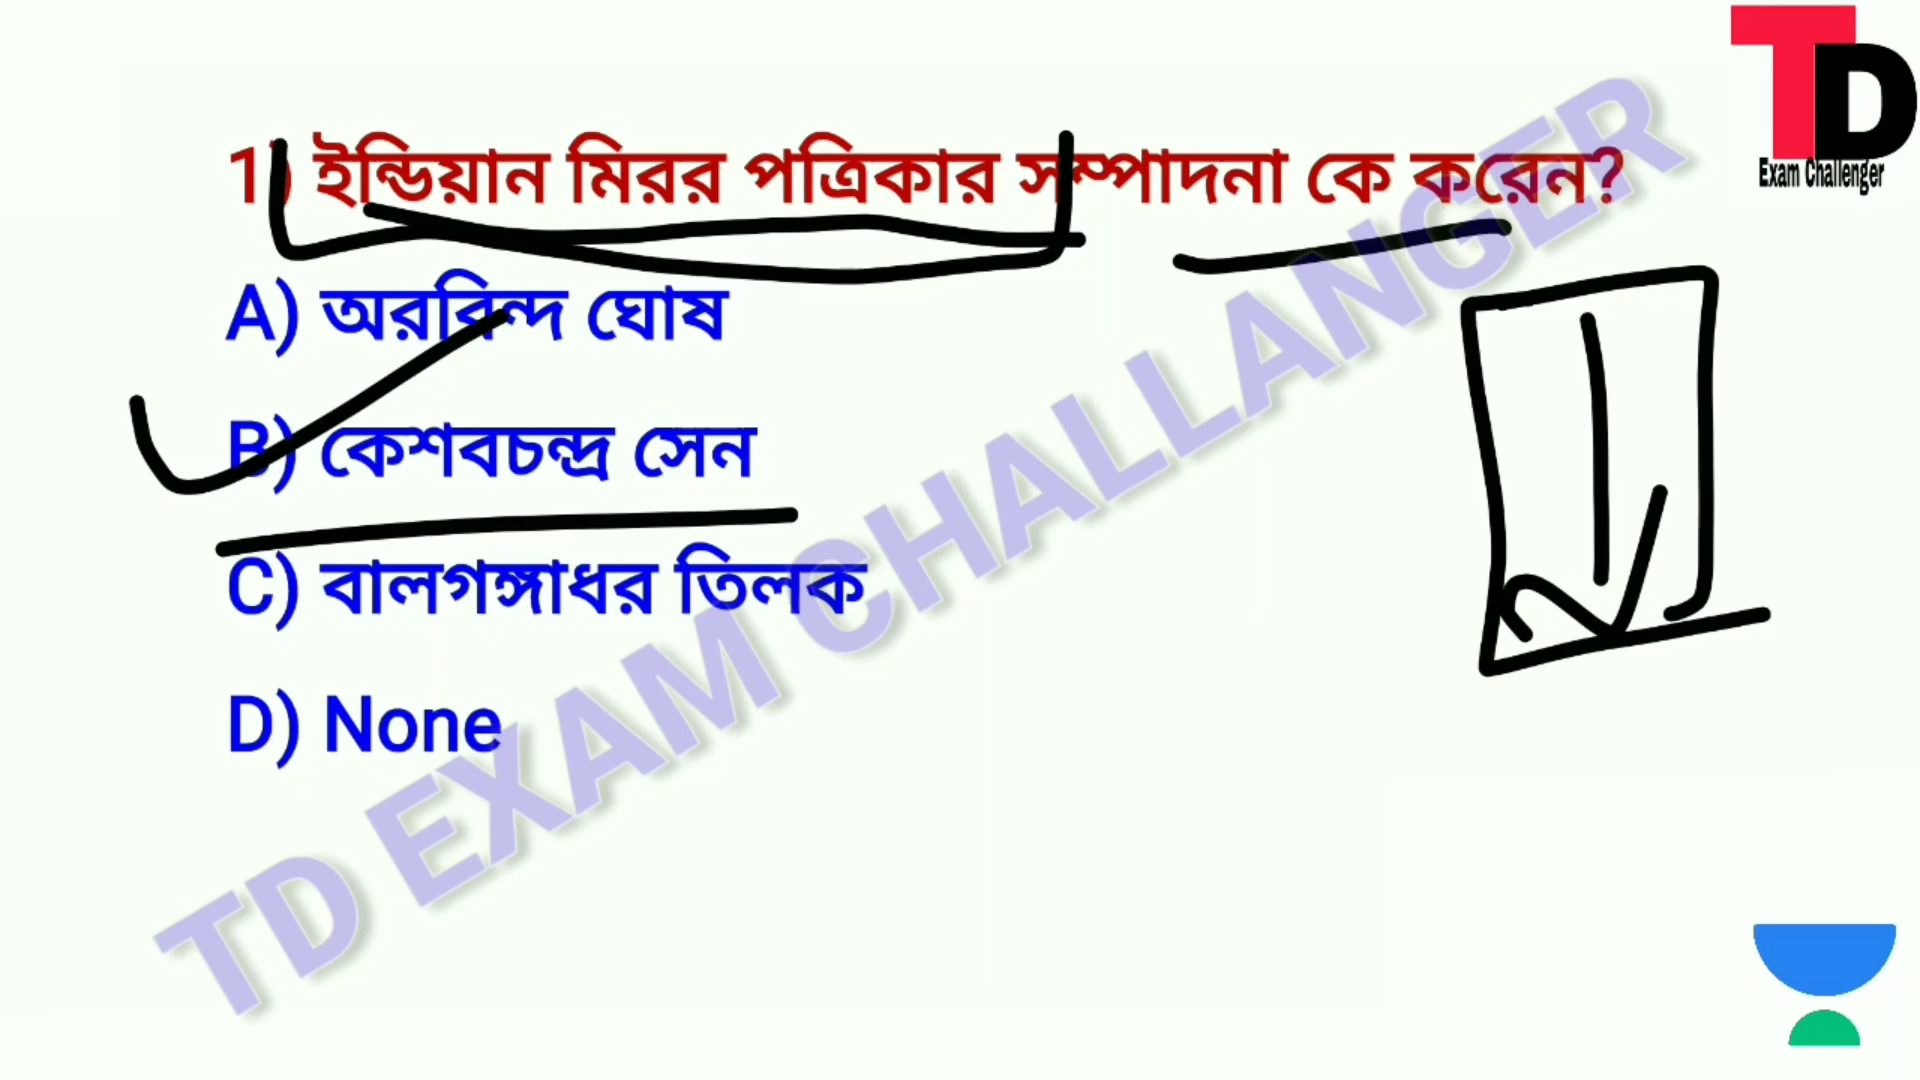 TD
Exam Challenger
1) ইন্ডিয়ান মিরর পত্রিকার সম্পাদনা কে করেন?
A) অরবিন্দ ঘোষ
B) কেশবচন্দ্র সেন
C) বালগঙ্গাধর তিলক
D) None
TD EXAM CHALLANGER